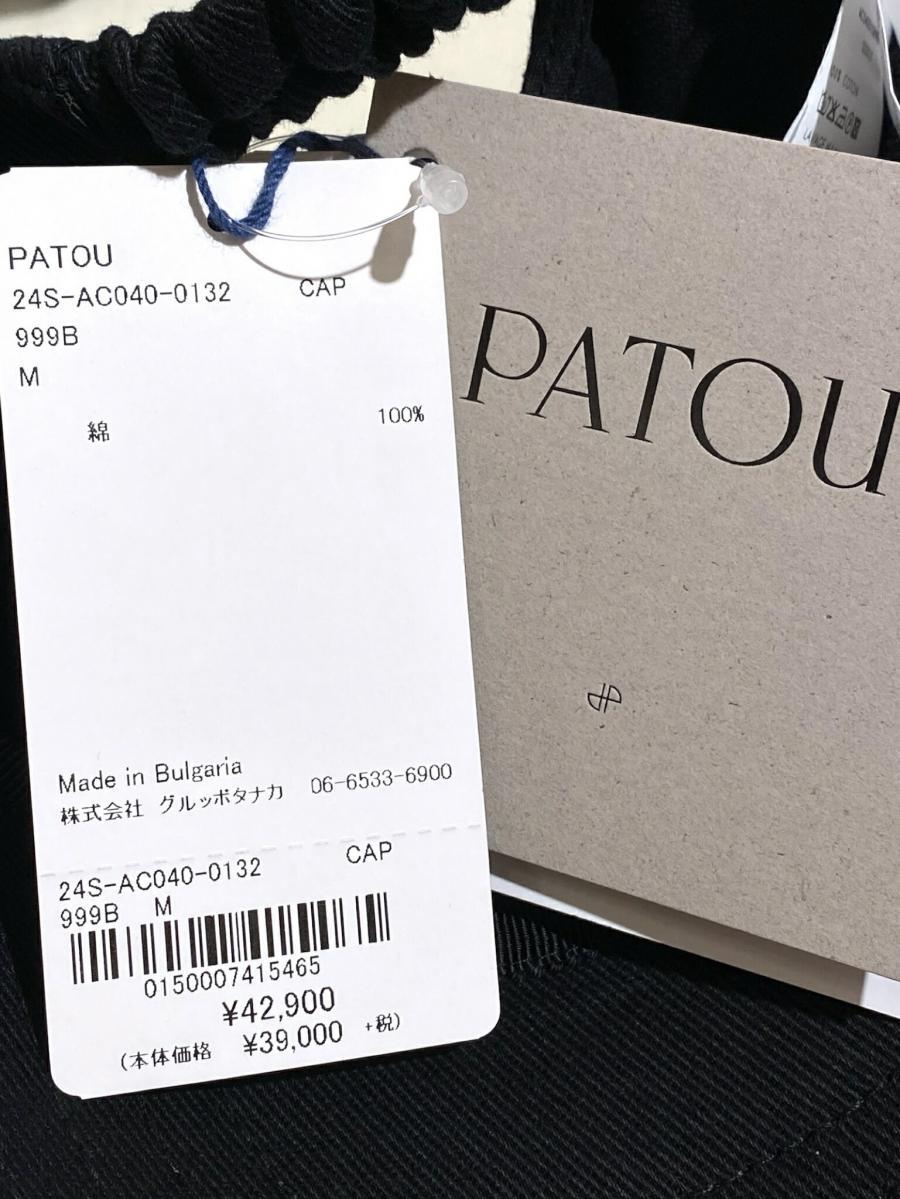 PATOU
24S-AC040-0132 CAP
999B
M
綿 100%
Made in Bulgaria
株式会社 グルッポタナカ 06-6533-6900
24S-AC040-0132 CAP
999B M
0150007415465
¥42,900
(本体価格 ¥39,000 +税)
PATOU
COTON